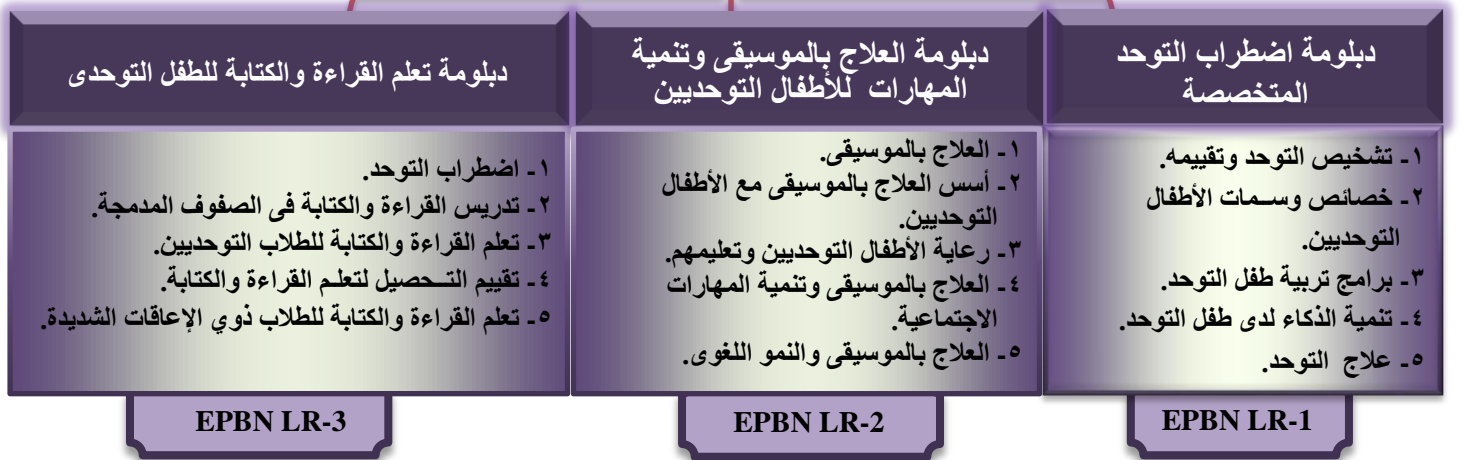 دبلومة اضطراب التوحد
المتخصصة
١- تشخيص التوحد وتقييمه.
٢- خصائص وســمات الأطفال
التوحديين.
٣- برامج تربية طفل التوحد.
٤- تنمية الذكاء لدى طفل التوحد.
٥- علاج التوحد.
EPBN LR-1
دبلومة العلاج بالموسيقى وتنمية
المهارات للأطفال التوحديين
١- العلاج بالموسيقى.
٢- أسس العلاج بالموسيقى مع الأطفال
التوحديين.
٣- رعاية الأطفال التوحديين وتعليمهم.
٤- العلاج بالموسيقى وتنمية المهارات
الاجتماعية.
٥- العلاج بالموسيقى والنمو اللغوى.
EPBN LR-2
دبلومة تعلم القراءة والكتابة للطفل التوحدى
١- اضطراب التوحد.
٢- تدريس القراءة والكتابة فى الصفوف المدمجة.
٣- تعلم القراءة والكتابة للطلاب التوحديين.
٤- تقييم التــحصيل لتعلـم القراءة والكتابة.
٥- تعلم القراءة والكتابة للطلاب ذوي الإعاقات الشديدة.
EPBN LR-3